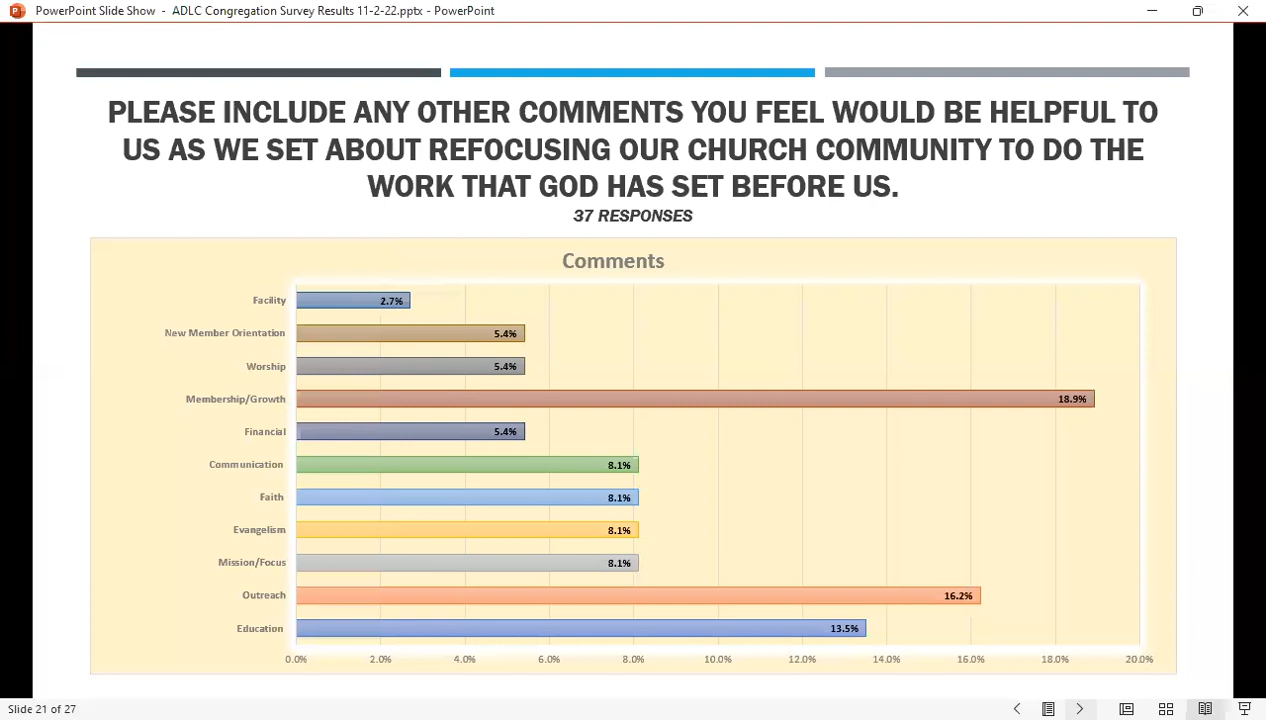 PowerPoint Slide Show - ADLC Congregation Survey Results 11-2-22.pptx - PowerPoint
PLEASE INCLUDE ANY OTHER COMMENTS YOU FEEL WOULD BE HELPFUL TO
US AS WE SET ABOUT REFOCUSING OUR CHURCH COMMUNITY TO DO THE
WORK THAT GOD HAS SET BEFORE US.
37 RESPONSES
Comments
Facility 2.7%
New Member Orientation 5.4%
Worship 5.4%
Membership/Growth 18.9%
Financial 5.4%
Communication 8.1%
Faith 8.1%
Evangelism 8.1%
Mission/Focus 8.1%
Outreach 16.2%
Education 13.5%
0.0% 2.0% 4.0% 6.0% 8.0% 10.0% 12.0% 14.0% 16.0% 18.0% 20.0%
Slide 21 of 27